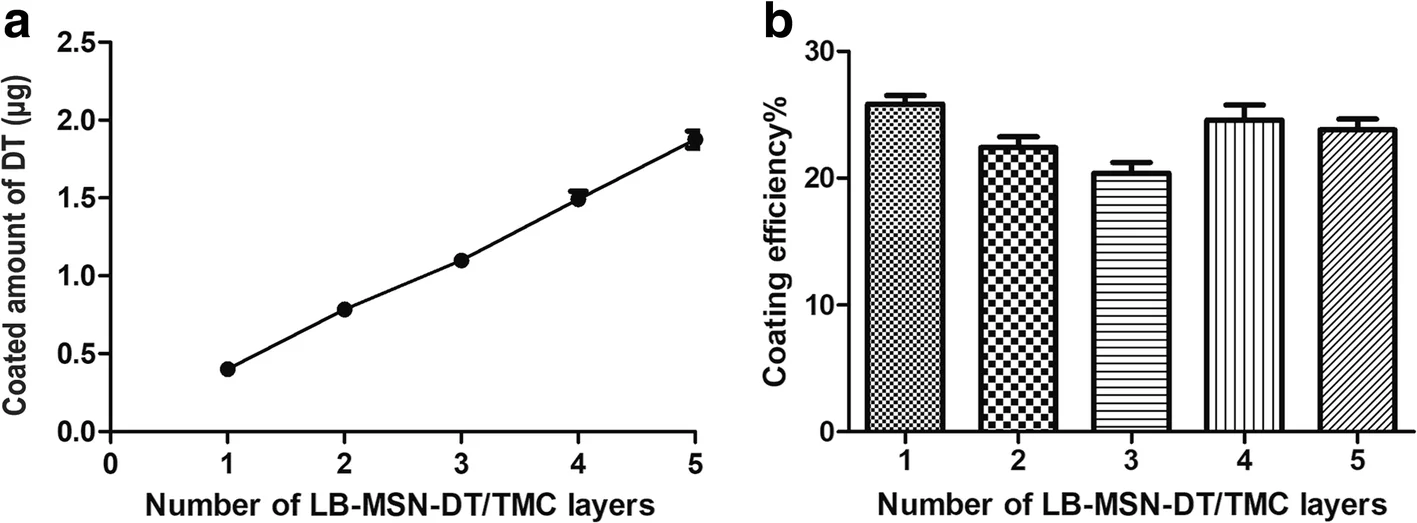 a
Coated amount of DT (µg)
2.5
2.0
1.5
1.0
0.5
0.0
0 1 2 3 4 5
Number of LB-MSN-DT/TMC layers
b
Coating efficiency%
30
20
10
0
1 2 3 4 5
Number of LB-MSN-DT/TMC layers